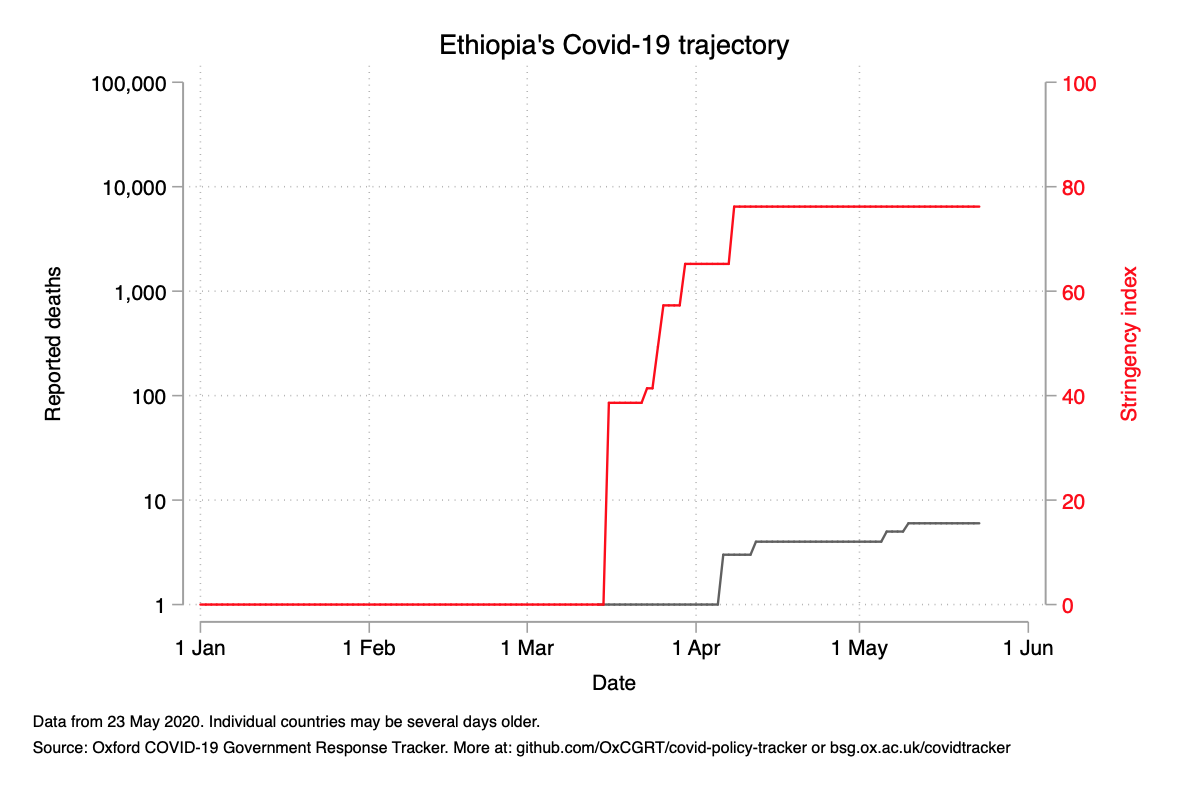 Ethiopia's Covid-19 trajectory
100,000
10,000
1,000
100
10
1
Reported deaths
100
80
60
40
20
0
Stringency index
1 Jan
1 Feb
1 Mar
1 Apr
1 May
1 Jun
Date
Data from 23 May 2020. Individual countries may be several days older.
Source: Oxford COVID-19 Government Response Tracker. More at: github.com/OxCGRT/covid-policy-tracker or bsg.ox.ac.uk/covidtracker